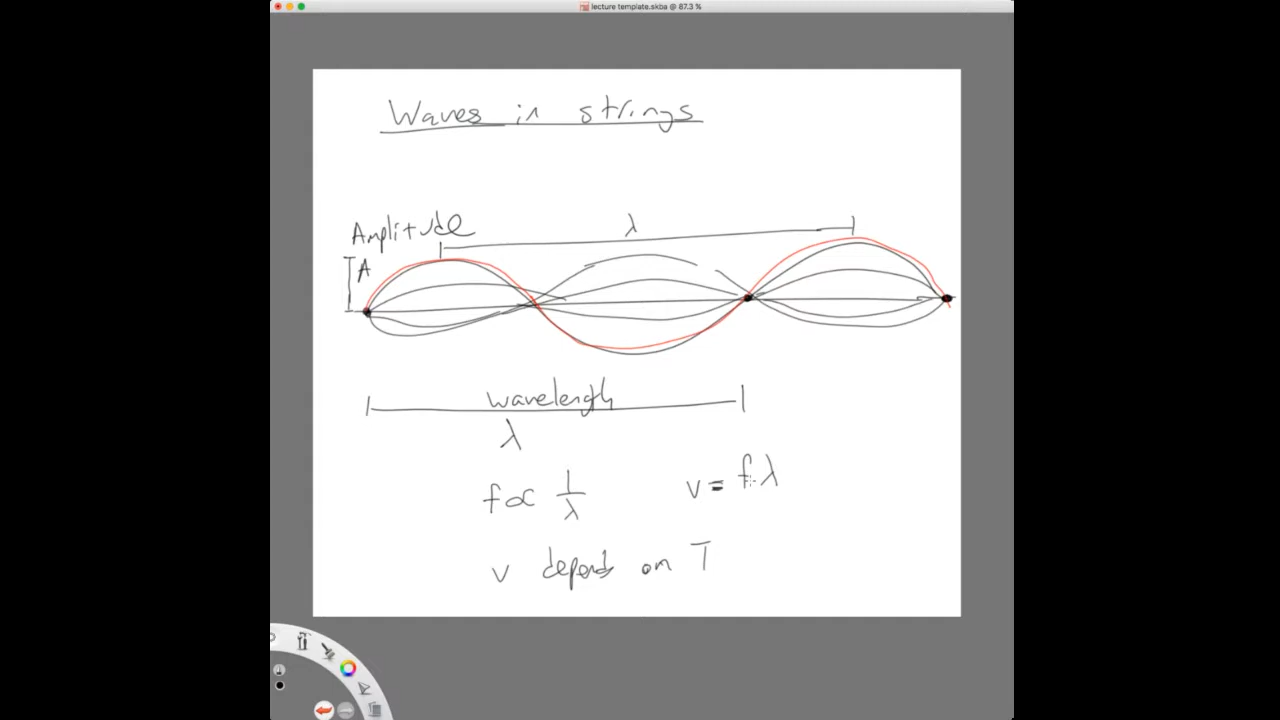 lecture template.skba @ 87.3 %
Waves in strings
Amplitude
λ
A
wavelength
λ
f ∝ 1/λ
v = f·λ
v depends on T